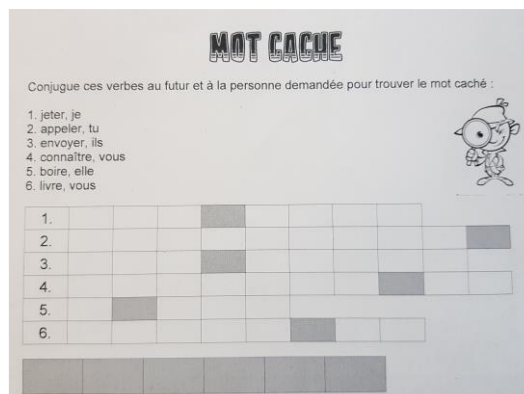 MOT CACHE
Conjugue ces verbes au futur et à la personne demandée pour trouver le mot caché :
1. jeter, je
2. appeler, tu
3. envoyer, ils
4. connaître, vous
5. boire, elle
6. livre, vous
1.
2.
3.
4.
5.
6.